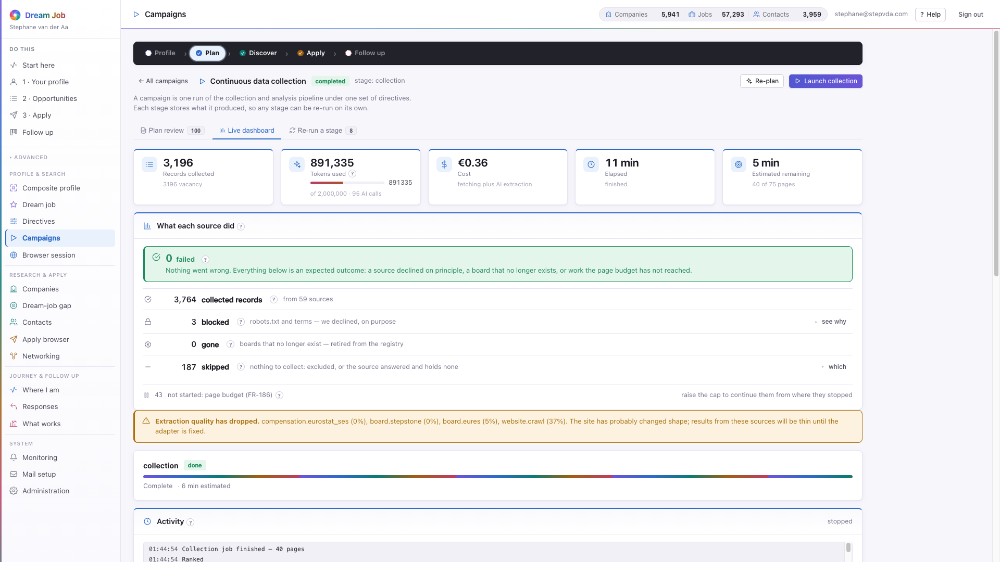 Dream Job
Stephane van der Aa
DO THIS
Start here
1 · Your profile
2 · Opportunities
3 · Apply
Follow up
ADVANCED
PROFILE & SEARCH
Composite profile
Dream job
Directives
Campaigns
Browser session
RESEARCH & APPLY
Companies
Dream-job gap
Contacts
Apply browser
Networking
JOURNEY & FOLLOW UP
Where I am
Responses
What works
SYSTEM
Monitoring
Mail setup
Administration
Campaigns
Companies 5,941 Jobs 57,293 Contacts 3,959
stephane@stepvda.com
? Help
Sign out
Profile › Plan › Discover › Apply › Follow up
← All campaigns
Continuous data collection completed stage: collection
Re-plan
Launch collection
A campaign is one run of the collection and analysis pipeline under one set of directives.
Each stage stores what it produced, so any stage can be re-run on its own.
Plan review 100
Live dashboard
Re-run a stage 8
3,196
Records collected
3196 vacancy
891,335
Tokens used ?
891335
of 2,000,000 · 95 AI calls
€0.36
Cost
fetching plus AI extraction
11 min
Elapsed
finished
5 min
Estimated remaining
40 of 75 pages
What each source did ?
0 failed ?
Nothing went wrong. Everything below is an expected outcome: a source declined on principle, a board that no longer exists, or work the page budget has not reached.
3,764 collected records ? from 59 sources
3 blocked ? robots.txt and terms — we declined, on purpose
see why
0 gone ? boards that no longer exist — retired from the registry
187 skipped ? nothing to collect: excluded, or the source answered and holds none
which
43 not started: page budget (FR-186) ?
raise the cap to continue them from where they stopped
Extraction quality has dropped. compensation.eurostat_ses (0%), board.stepstone (0%), board.eures (5%), website.crawl (37%). The site has probably changed shape; results from these sources will be thin until the
adapter is fixed.
collection done
Complete · 6 min estimated
Activity ?
stopped
01:44:54 Collection job finished — 40 pages
01:44:54 Ranked